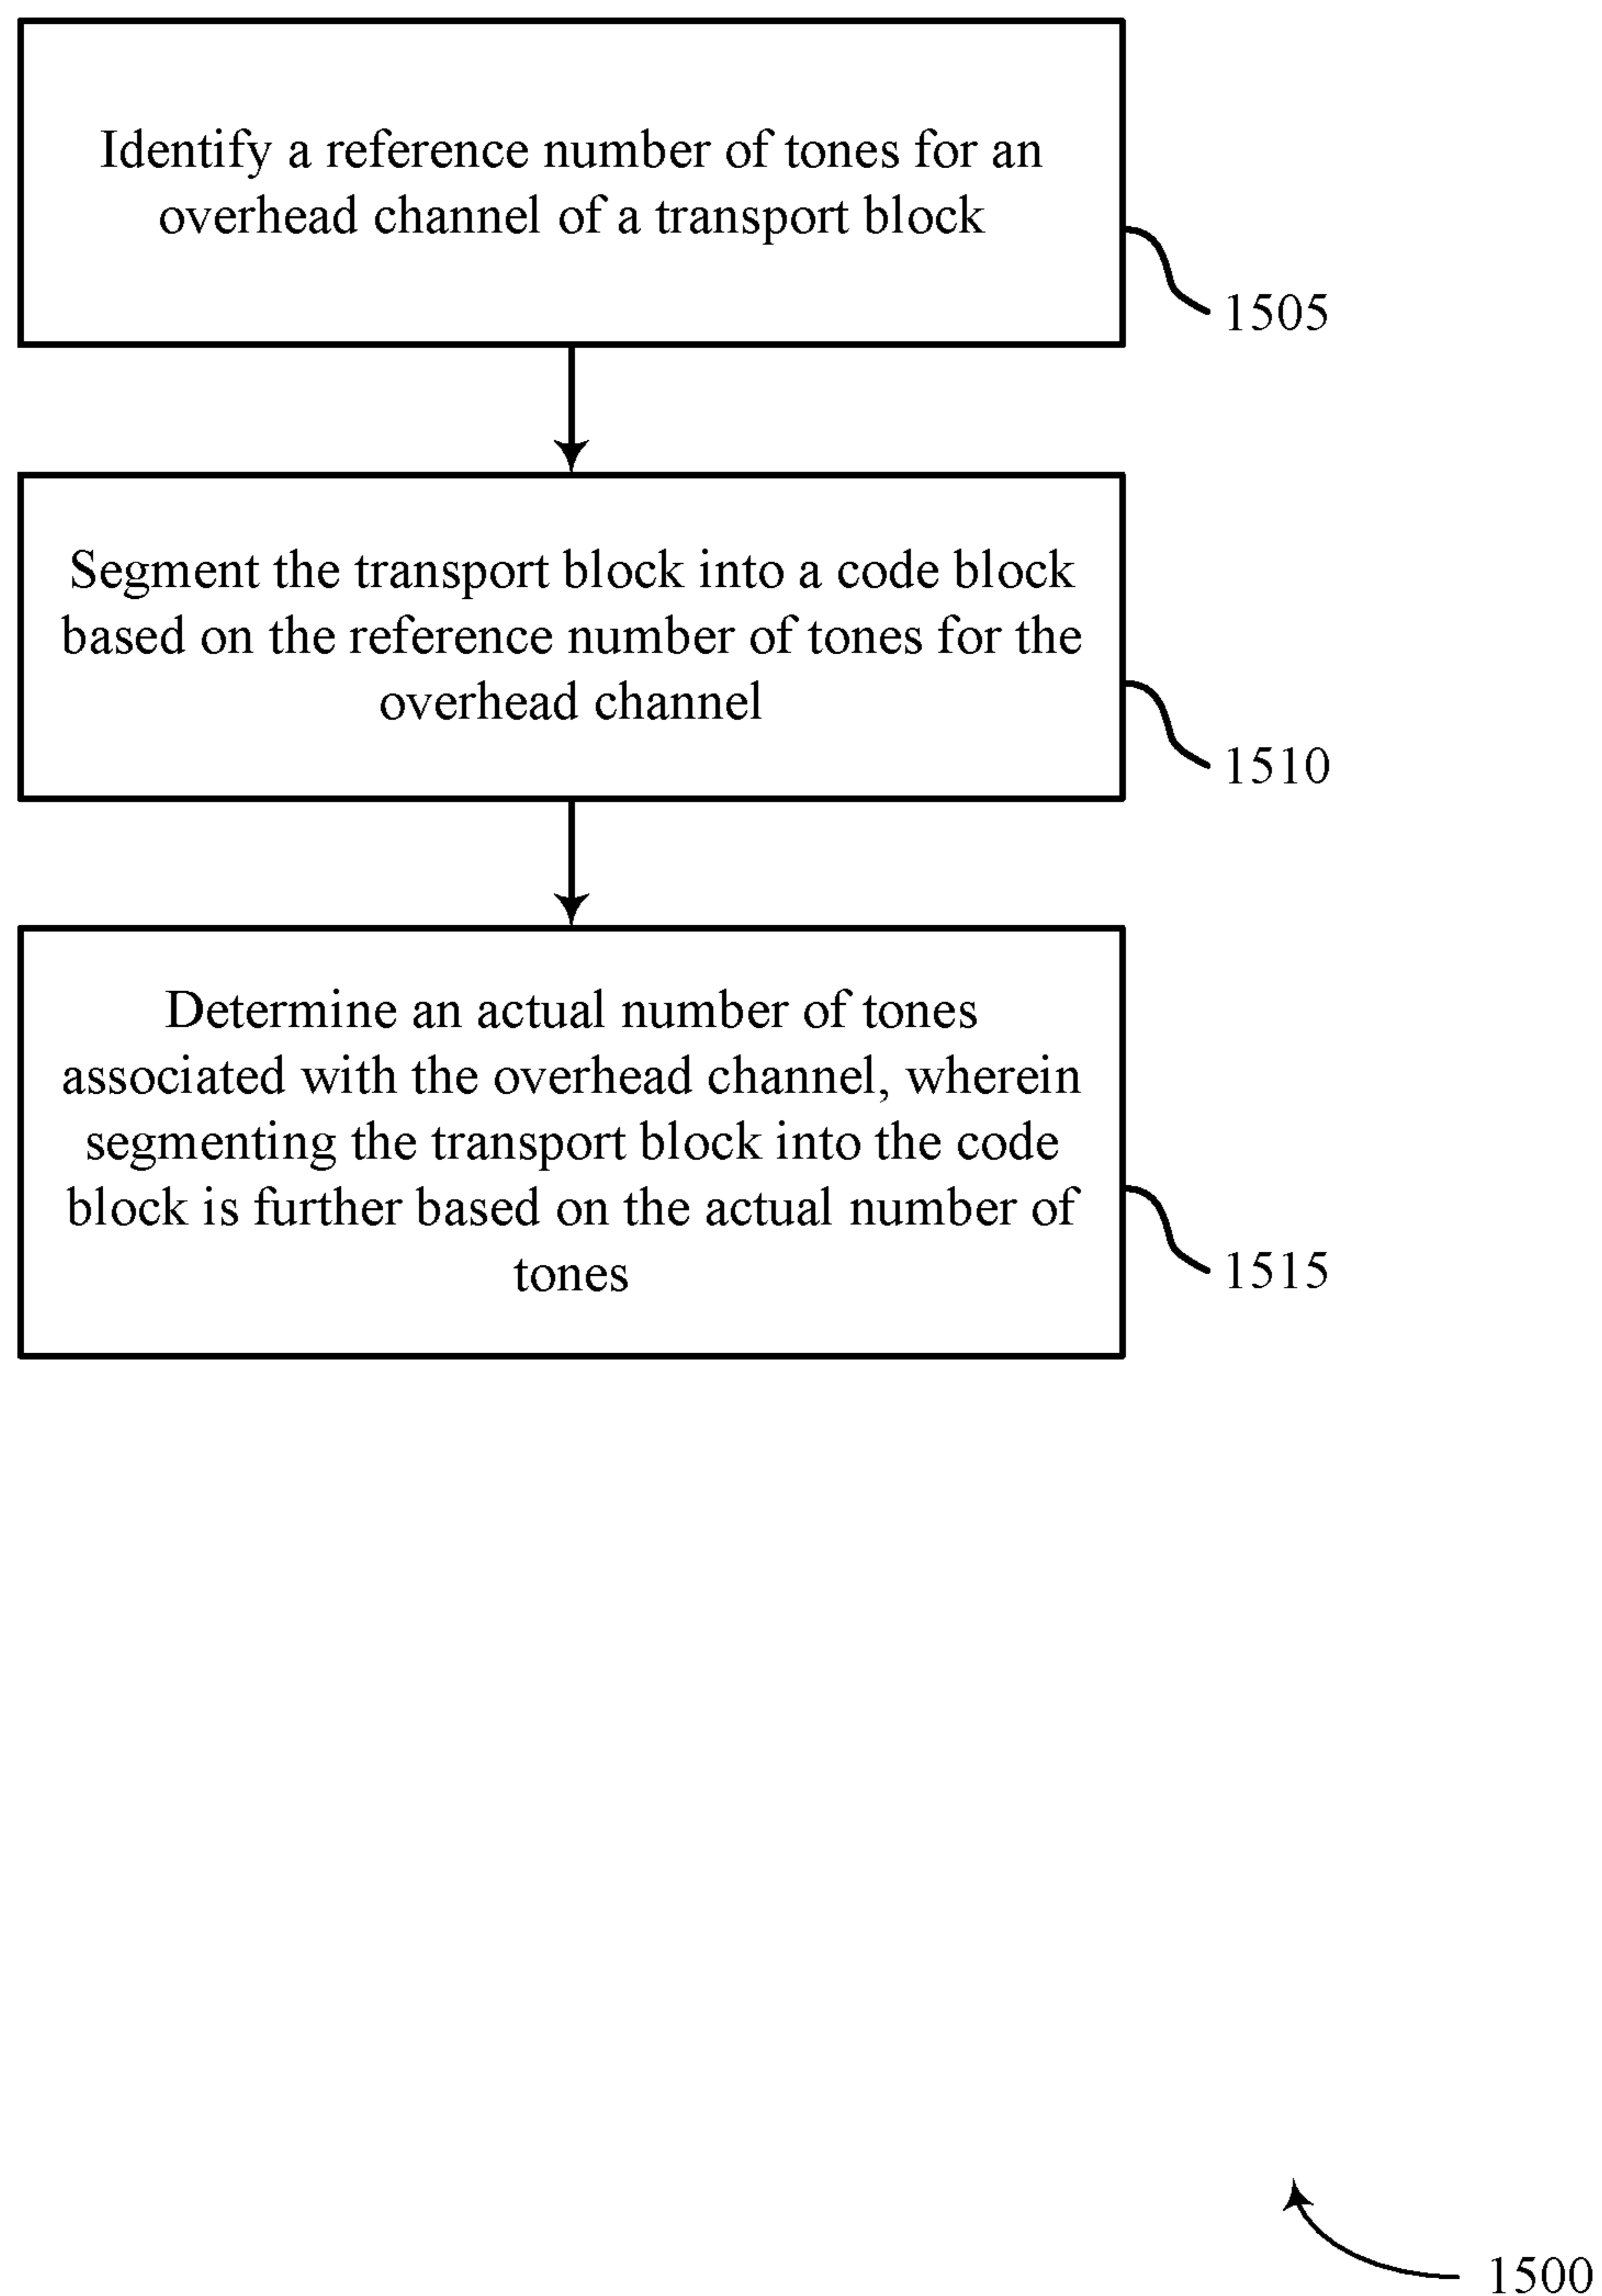 Identify a reference number of tones for an
overhead channel of a transport block
1505
Segment the transport block into a code block
based on the reference number of tones for the
overhead channel
1510
Determine an actual number of tones
associated with the overhead channel, wherein
segmenting the transport block into the code
block is further based on the actual number of
tones
1515
1500